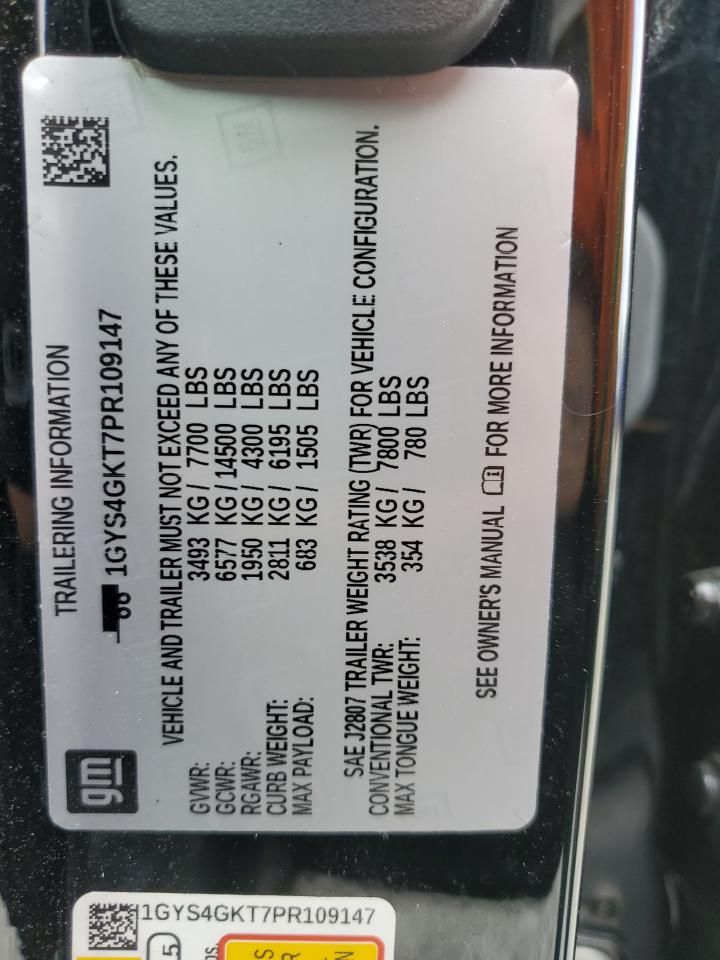 TRAILERING INFORMATION
1GYS4GKT7PR109147
gm
VEHICLE AND TRAILER MUST NOT EXCEED ANY OF THESE VALUES.
GVWR: 3493 KG / 7700 LBS
GCWR: 6577 KG / 14500 LBS
RGAWR: 1950 KG / 4300 LBS
CURB WEIGHT: 2811 KG / 6195 LBS
MAX PAYLOAD: 683 KG / 1505 LBS
SAE J2807 TRAILER WEIGHT RATING (TWR) FOR VEHICLE CONFIGURATION.
CONVENTIONAL TWR: 3538 KG / 7800 LBS
MAX TONGUE WEIGHT: 354 KG / 780 LBS
SEE OWNER'S MANUAL FOR MORE INFORMATION
1GYS4GKT7PR109147